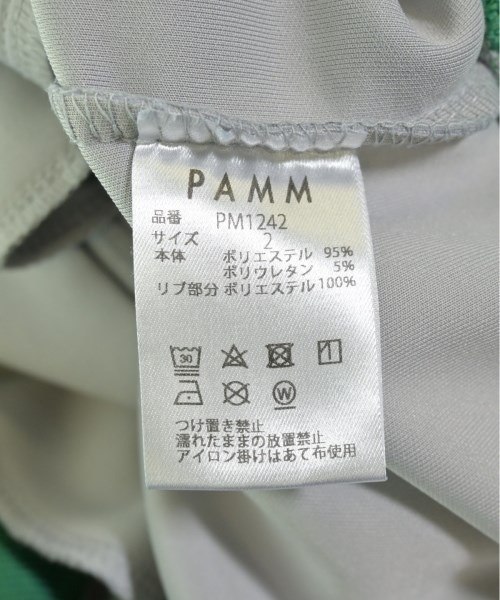 PAMM
品番 PM1242
サイズ 2
本体 ポリエステル 95%
ポリウレタン 5%
リブ部分 ポリエステル100%
30
W
つけ置き禁止
濡れたままの放置禁止
アイロン掛けはあて布使用